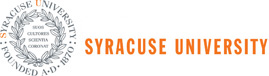 SYRACUSE UNIVERSITY
FOUNDED A·D·1870
SUOS
CULTORES
SCIENTIA
CORONAT
SYRACUSE UNIVERSITY